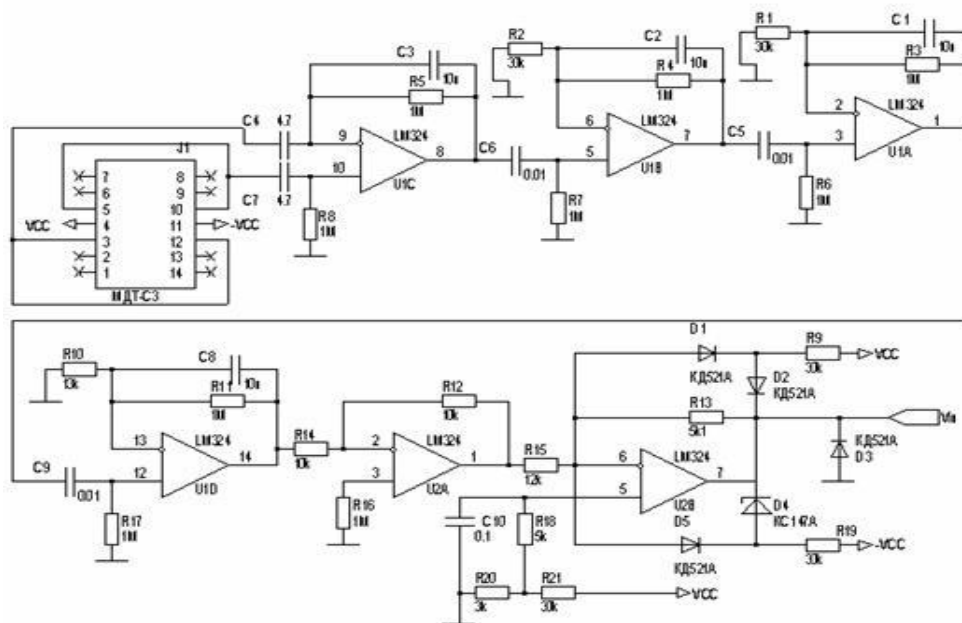 R1
30k
C1
10n
R3
1M
2
3
LM324
1
U1A
R6
1M
R2
30k
C2
10n
R4
1M
6
5
LM324
7
U1B
C5
0.01
R7
1M
C3
10n
R5
1M
9
10
LM324
8
U1C
C6
0.01
C4
4.7
C7
4.7
R8
1M
J1
7
6
5
4
3
2
1
8
9
10
11
12
13
14
VCC
-VCC
МДТ-С3
R10
13k
C8
10n
R11
1M
13
12
LM324
14
U1D
C9
0.01
R17
1M
R14
10k
R12
10k
2
3
LM324
1
U2A
R16
1M
R15
12k
D1
КД521А
R9
30k
VCC
D2
КД521А
R13
5k1
6
5
LM324
7
U2B
КД521А
D3
D4
КС147А
D5
КД521А
R19
30k
-VCC
C10
0.1
R18
5k
R20
3k
R21
30k
VCC